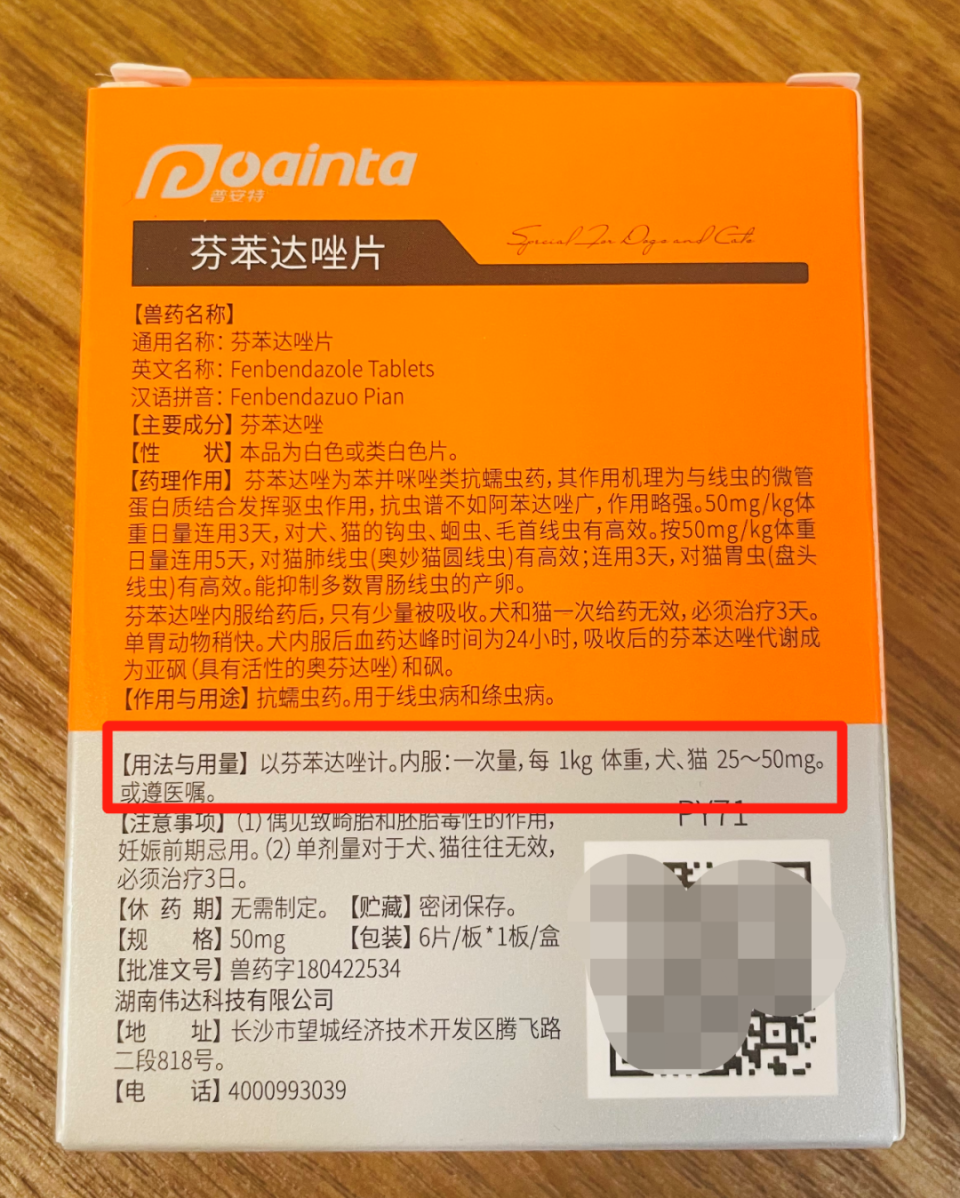 Poainta
普安特
芬苯达唑片
Special For Dogs and Cats
【兽药名称】
通用名称：芬苯达唑片
英文名称：Fenbendazole Tablets
汉语拼音：Fenbendazuo Pian
【主要成分】芬苯达唑
【性 状】本品为白色或类白色片。
【药理作用】芬苯达唑为苯并咪唑类抗蠕虫药，其作用机理为与线虫的微管
蛋白质结合发挥驱虫作用，抗虫谱不如阿苯达唑广，作用略强。50mg/kg体
重日量连用3天，对犬、猫的钩虫、蛔虫、毛首线虫有高效。按50mg/kg体重
日量连用5天，对猫肺线虫(奥妙猫圆线虫)有高效；连用3天，对猫胃虫(盘头
线虫)有高效。能抑制多数胃肠线虫的产卵。
芬苯达唑内服给药后，只有少量被吸收。犬和猫一次给药无效，必须治疗3天。
单胃动物稍快。犬内服后血药达峰时间为24小时，吸收后的芬苯达唑代谢成
为亚砜（具有活性的奥芬达唑）和砜。
【作用与用途】抗蠕虫药。用于线虫病和绦虫病。
【用法与用量】以芬苯达唑计。内服：一次量，每 1kg 体重，犬、猫 25～50mg。
或遵医嘱。
PY71
【注意事项】（1）偶见致畸胎和胚胎毒性的作用，
妊娠前期忌用。（2）单剂量对于犬、猫往往无效，
必须治疗3日。
【休 药 期】无需制定。【贮藏】密闭保存。
【规 格】50mg 【包装】6片/板*1板/盒
【批准文号】兽药字180422534
湖南伟达科技有限公司
【地 址】长沙市望城经济技术开发区腾飞路
二段818号。
【电 话】4000993039